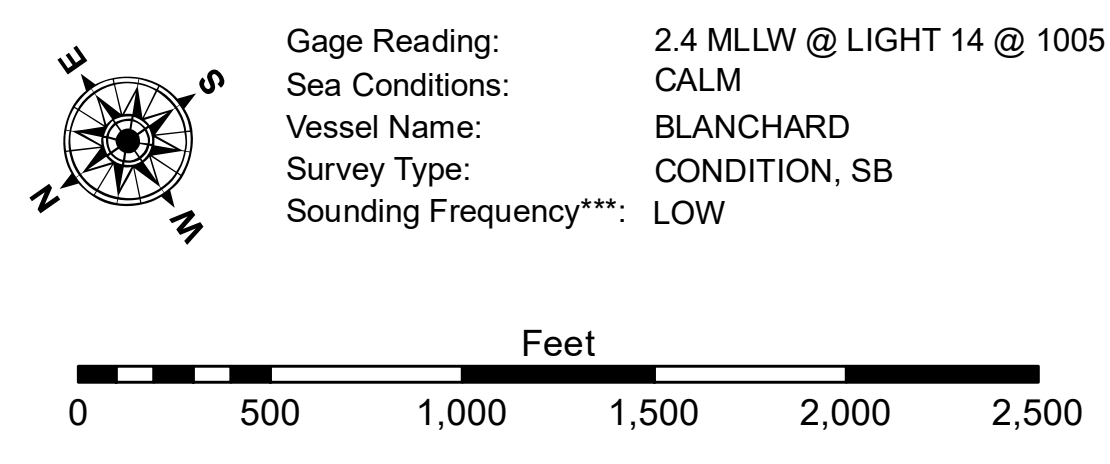 E
S
N
W
Gage Reading: 2.4 MLLW @ LIGHT 14 @ 1005
Sea Conditions: CALM
Vessel Name: BLANCHARD
Survey Type: CONDITION, SB
Sounding Frequency***: LOW
Feet
0 500 1,000 1,500 2,000 2,500